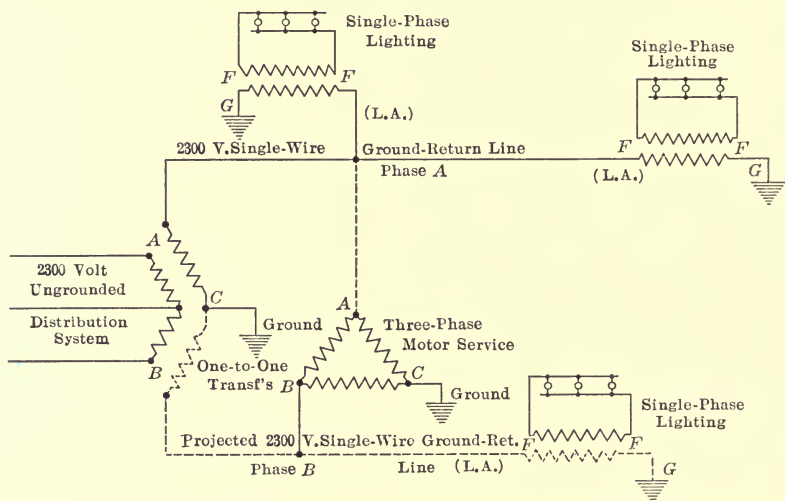 Single-Phase
Lighting
F
F
G
(L.A.)
Single-Phase
Lighting
F
F
G
(L.A.)
2300 V.Single-Wire
Ground-Return Line
Phase A
A
2300 Volt
Ungrounded
Distribution
System
B
C
Ground
One-to-One
Transf's
A
Three-Phase
Motor Service
B
C
Ground
Single-Phase
Lighting
F
F
G
Projected 2300 V.Single-Wire Ground-Ret.
Phase B
Line (L.A.)